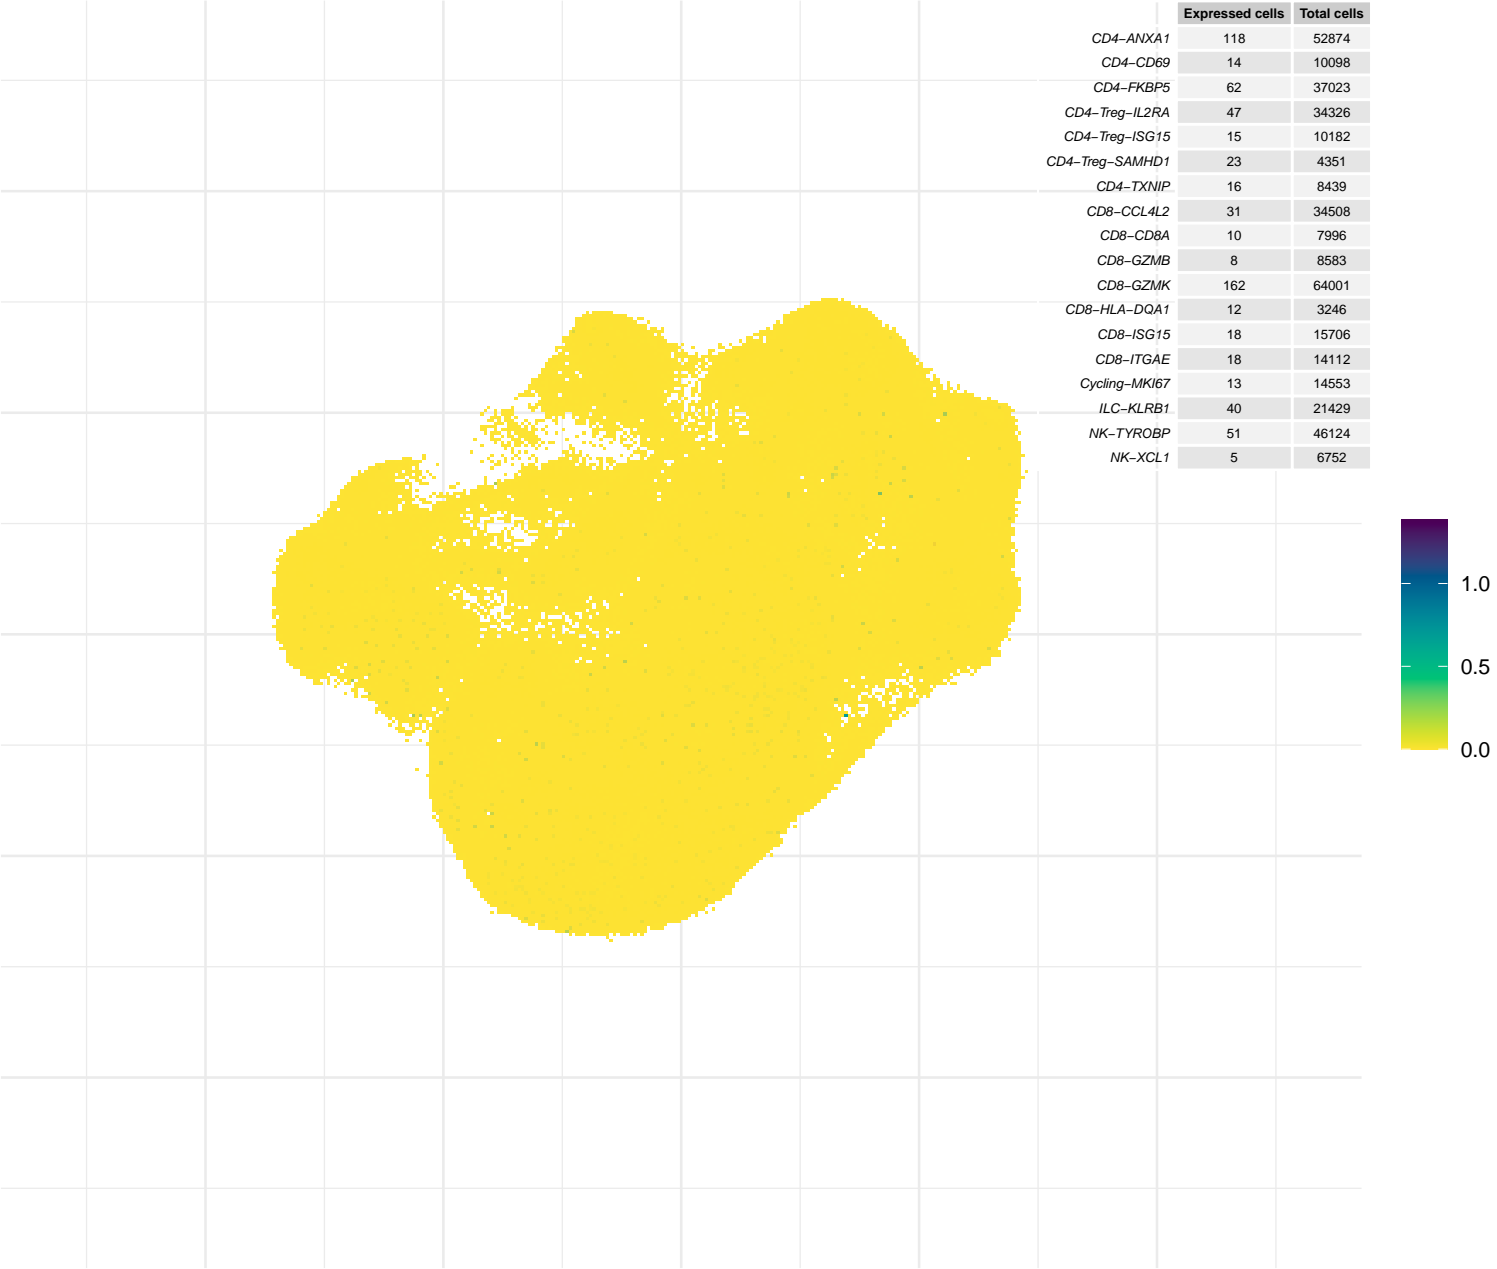 Expressed cells Total cells
CD4−ANXA1 118 52874
CD4−CD69 14 10098
CD4−FKBP5 62 37023
CD4−Treg−IL2RA 47 34326
CD4−Treg−ISG15 15 10182
CD4−Treg−SAMHD1 23 4351
CD4−TXNIP 16 8439
CD8−CCL4L2 31 34508
CD8−CD8A 10 7996
CD8−GZMB 8 8583
CD8−GZMK 162 64001
CD8−HLA−DQA1 12 3246
CD8−ISG15 18 15706
CD8−ITGAE 18 14112
Cycling−MKI67 13 14553
ILC−KLRB1 40 21429
NK−TYROBP 51 46124
NK−XCL1 5 6752
1.0
0.5
0.0